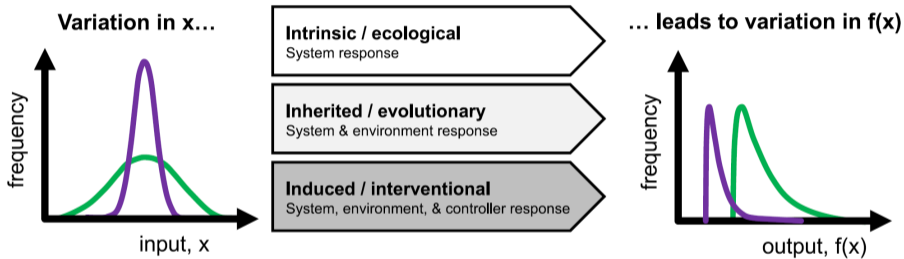 Variation in x...
frequency
input, x
Intrinsic / ecological
System response
Inherited / evolutionary
System & environment response
Induced / interventional
System, environment, & controller response
... leads to variation in f(x)
frequency
output, f(x)